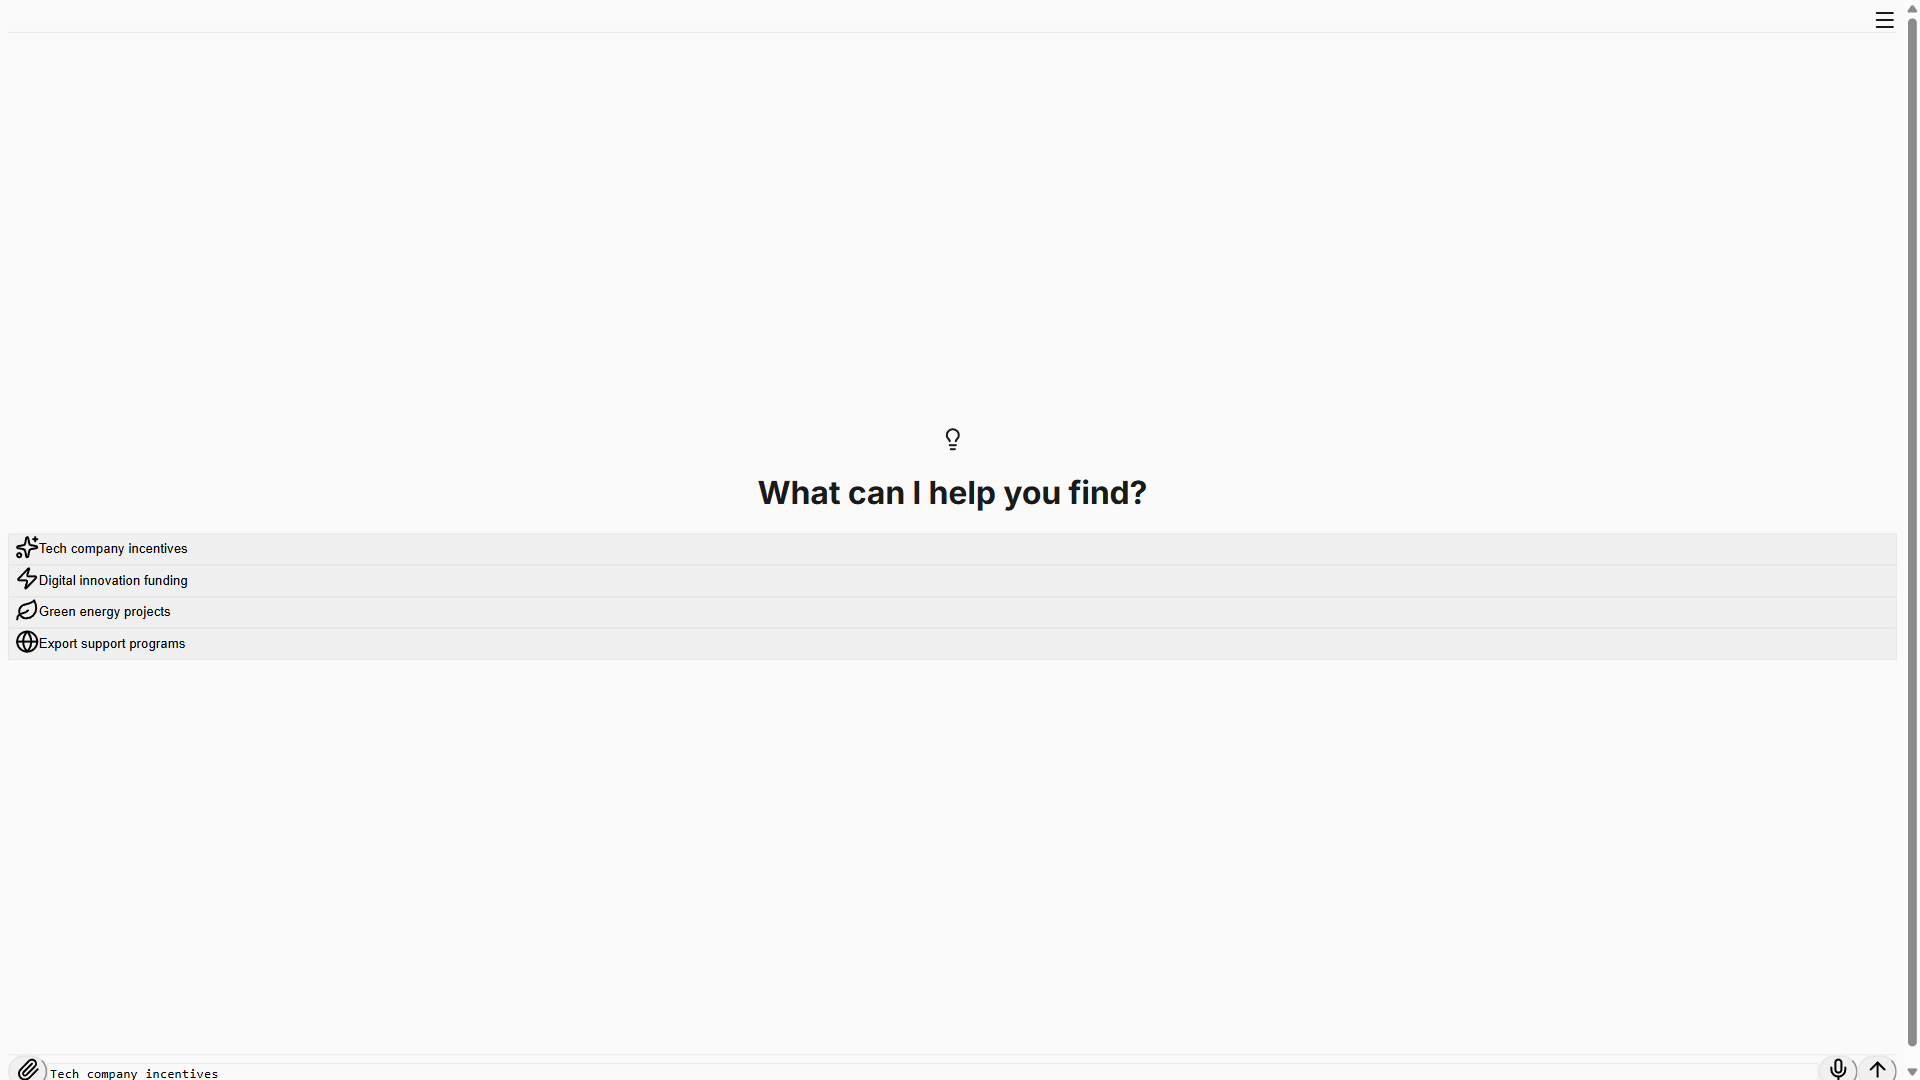 What can I help you find?
Tech company incentives
Digital innovation funding
Green energy projects
Export support programs
Tech company incentives